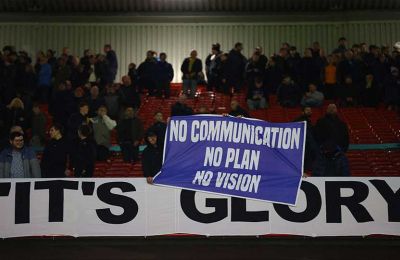 NO COMMUNICATION
NO PLAN
NO VISION
T IT'S GLORY